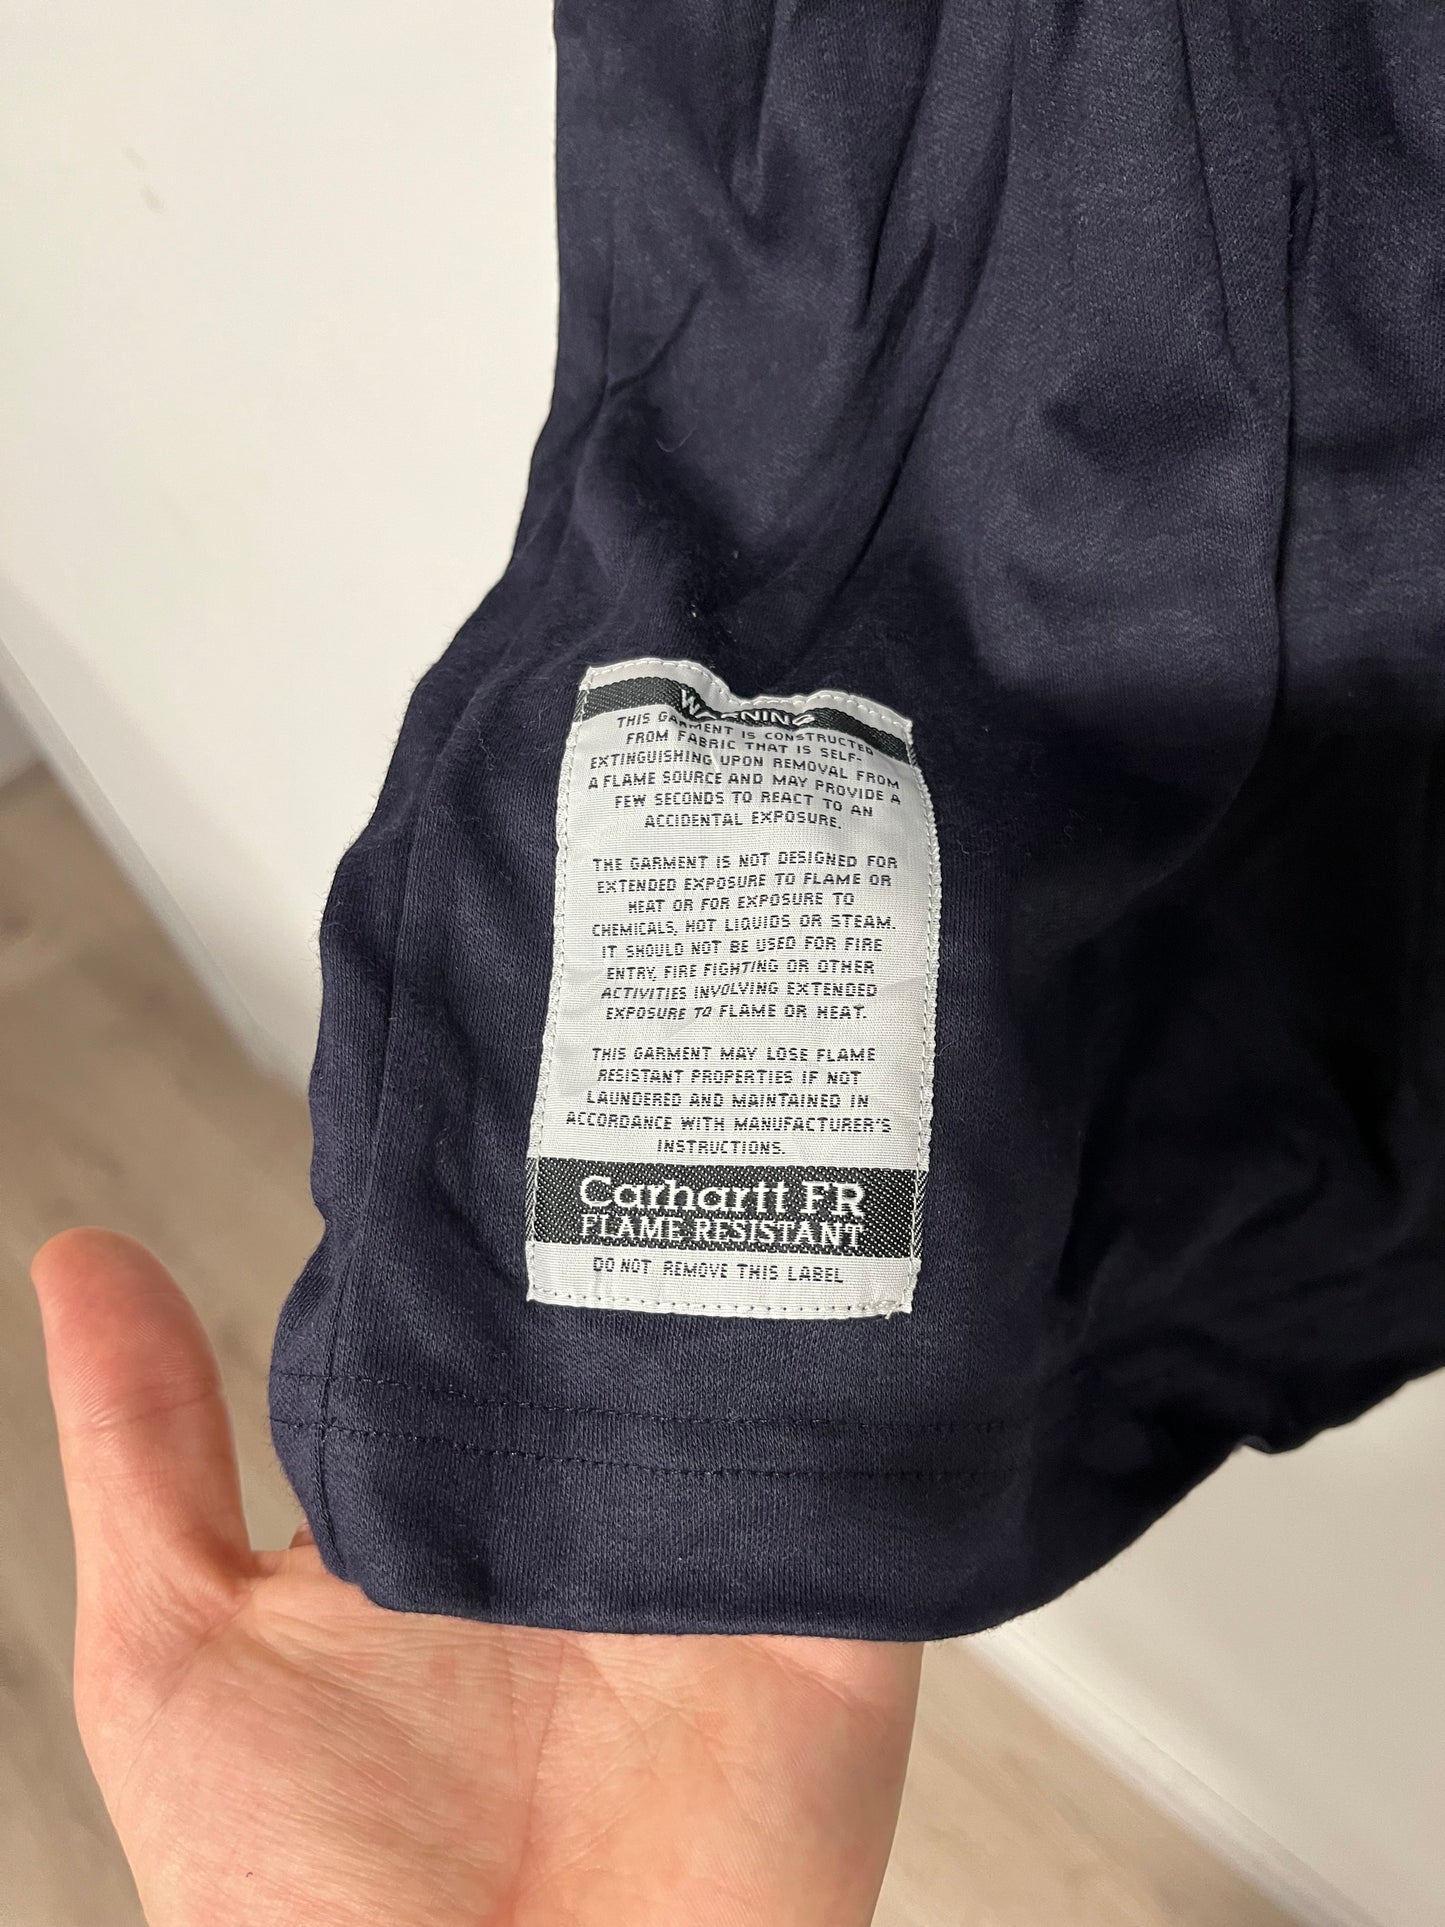 WARNING
THIS GARMENT IS CONSTRUCTED
FROM FABRIC THAT IS SELF-
EXTINGUISHING UPON REMOVAL FROM
A FLAME SOURCE AND MAY PROVIDE A
FEW SECONDS TO REACT TO AN
ACCIDENTAL EXPOSURE.
THE GARMENT IS NOT DESIGNED FOR
EXTENDED EXPOSURE TO FLAME OR
HEAT OR FOR EXPOSURE TO
CHEMICALS, HOT LIQUIDS OR STEAM.
IT SHOULD NOT BE USED FOR FIRE
ENTRY, FIRE FIGHTING OR OTHER
ACTIVITIES INVOLVING EXTENDED
EXPOSURE TO FLAME OR HEAT.
THIS GARMENT MAY LOSE FLAME
RESISTANT PROPERTIES IF NOT
LAUNDERED AND MAINTAINED IN
ACCORDANCE WITH MANUFACTURER'S
INSTRUCTIONS.
Carhartt FR
FLAME RESISTANT
DO NOT REMOVE THIS LABEL